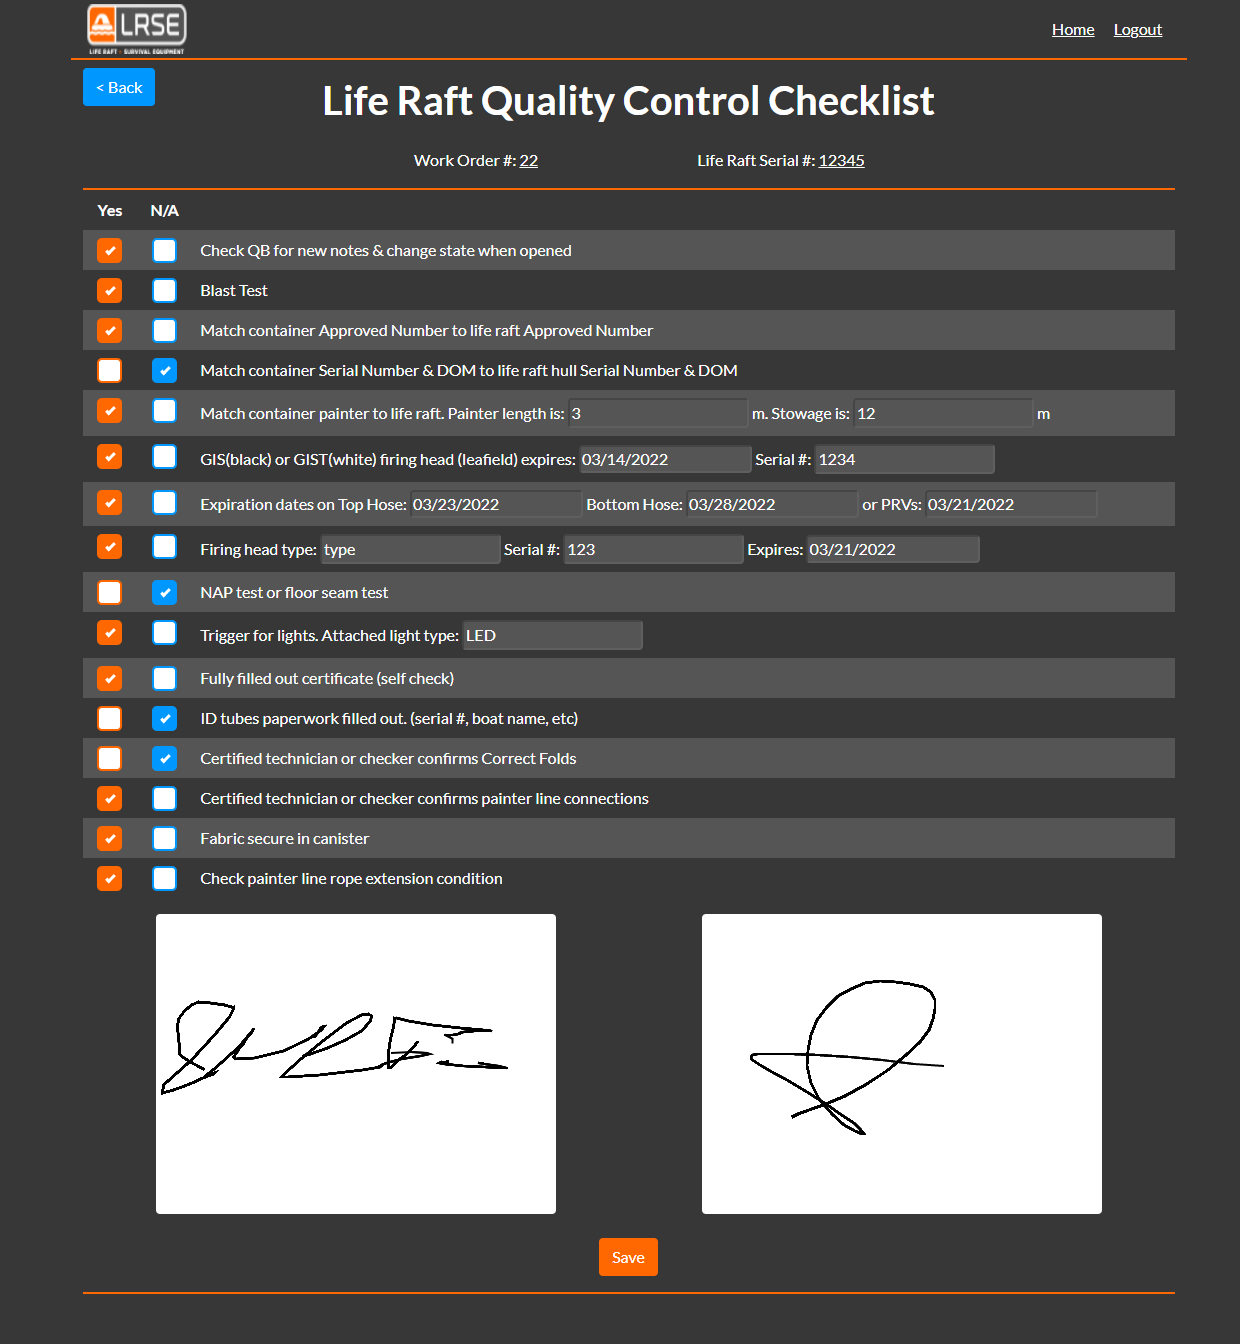 LRSE
LIFE RAFT - SURVIVAL EQUIPMENT
Home Logout
< Back
Life Raft Quality Control Checklist
Work Order #: 22 Life Raft Serial #: 12345
Yes N/A
Check QB for new notes & change state when opened
Blast Test
Match container Approved Number to life raft Approved Number
Match container Serial Number & DOM to life raft hull Serial Number & DOM
Match container painter to life raft. Painter length is: 3 m. Stowage is: 12 m
GIS(black) or GIST(white) firing head (leafield) expires: 03/14/2022 Serial #: 1234
Expiration dates on Top Hose: 03/23/2022 Bottom Hose: 03/28/2022 or PRVs: 03/21/2022
Firing head type: type Serial #: 123 Expires: 03/21/2022
NAP test or floor seam test
Trigger for lights. Attached light type: LED
Fully filled out certificate (self check)
ID tubes paperwork filled out. (serial #, boat name, etc)
Certified technician or checker confirms Correct Folds
Certified technician or checker confirms painter line connections
Fabric secure in canister
Check painter line rope extension condition
Save